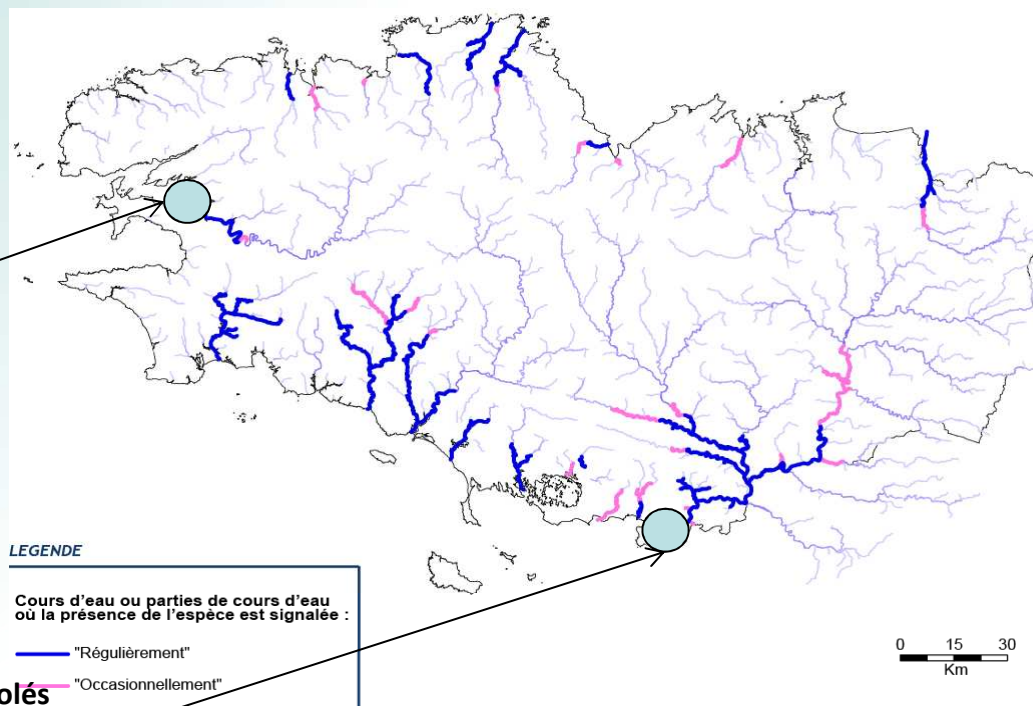 LEGENDE
Cours d'eau ou parties de cours d'eau
où la présence de l'espèce est signalée :
"Régulièrement"
"Occasionnellement"
olés
0 15 30
Km